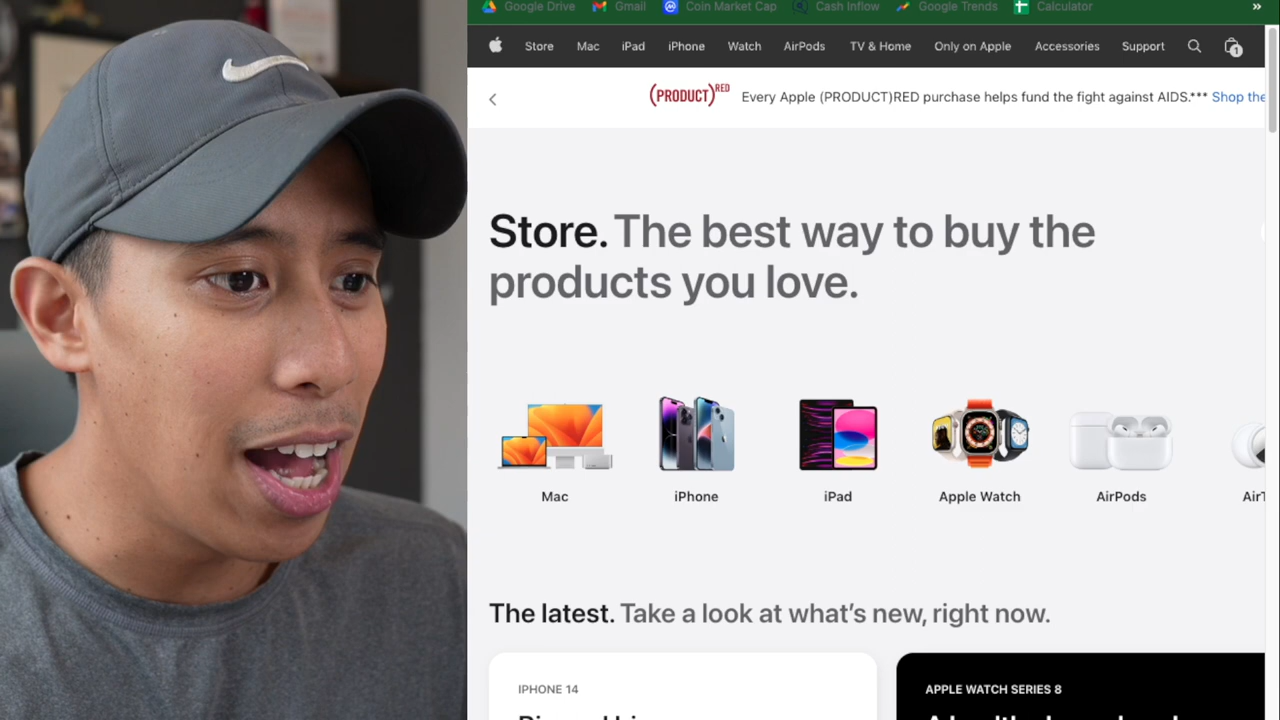 Google Drive Gmail Coin Market Cap Cash Inflow Google Trends Calculator »
Store Mac iPad iPhone Watch AirPods TV & Home Only on Apple Accessories Support 1
(PRODUCT)RED Every Apple (PRODUCT)RED purchase helps fund the fight against AIDS.*** Shop the
Store. The best way to buy the
products you love.
Mac iPhone iPad Apple Watch AirPods AirT
The latest. Take a look at what's new, right now.
IPHONE 14 APPLE WATCH SERIES 8